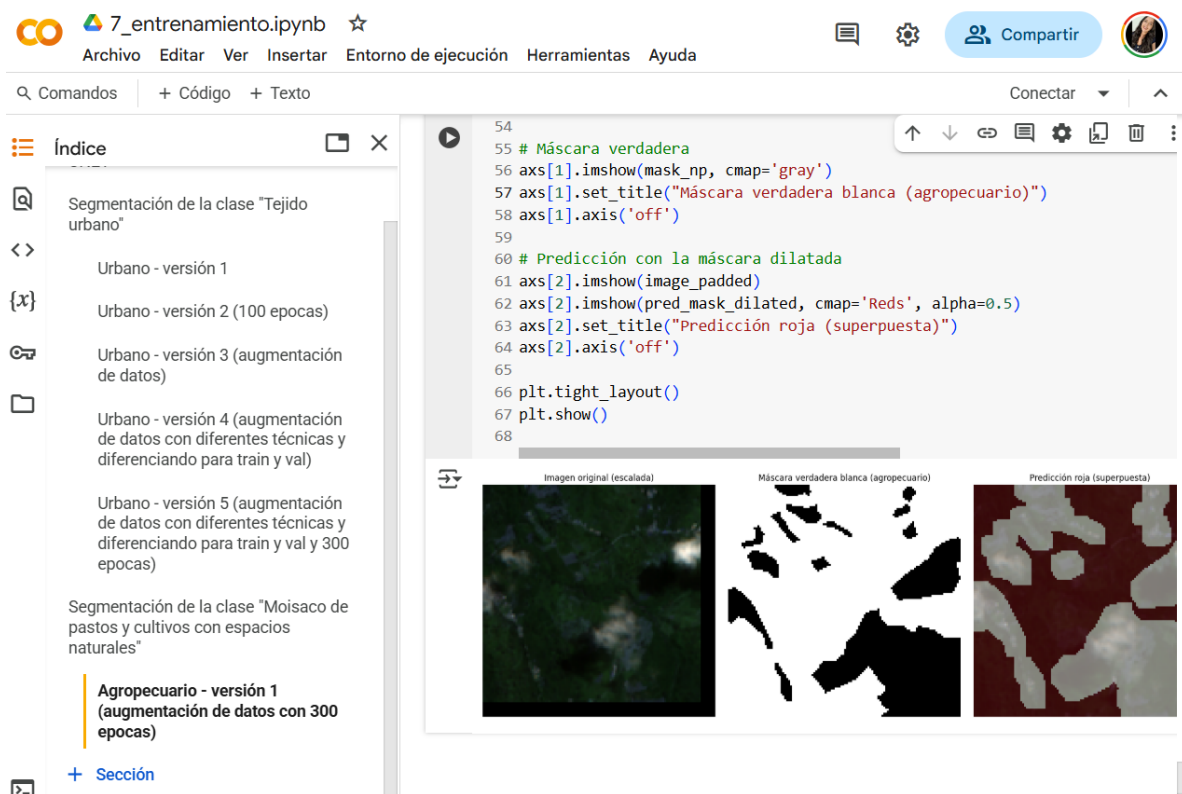 7_entrenamiento.ipynb
Archivo Editar Ver Insertar Entorno de ejecución Herramientas Ayuda
Compartir
Comandos + Código + Texto
Conectar
Índice
Segmentación de la clase "Tejido
urbano"
Urbano - versión 1
Urbano - versión 2 (100 epocas)
Urbano - versión 3 (augmentación
de datos)
Urbano - versión 4 (augmentación
de datos con diferentes técnicas y
diferenciando para train y val)
Urbano - versión 5 (augmentación
de datos con diferentes técnicas y
diferenciando para train y val y 300
epocas)
Segmentación de la clase "Moisaco de
pastos y cultivos con espacios
naturales"
Agropecuario - versión 1
(augmentación de datos con 300
epocas)
+ Sección
54
55 # Máscara verdadera
56 axs[1].imshow(mask_np, cmap='gray')
57 axs[1].set_title("Máscara verdadera blanca (agropecuario)")
58 axs[1].axis('off')
59
60 # Predicción con la máscara dilatada
61 axs[2].imshow(image_padded)
62 axs[2].imshow(pred_mask_dilated, cmap='Reds', alpha=0.5)
63 axs[2].set_title("Predicción roja (superpuesta)")
64 axs[2].axis('off')
65
66 plt.tight_layout()
67 plt.show()
68
Imagen original (escalada)
Máscara verdadera blanca (agropecuario)
Predicción roja (superpuesta)